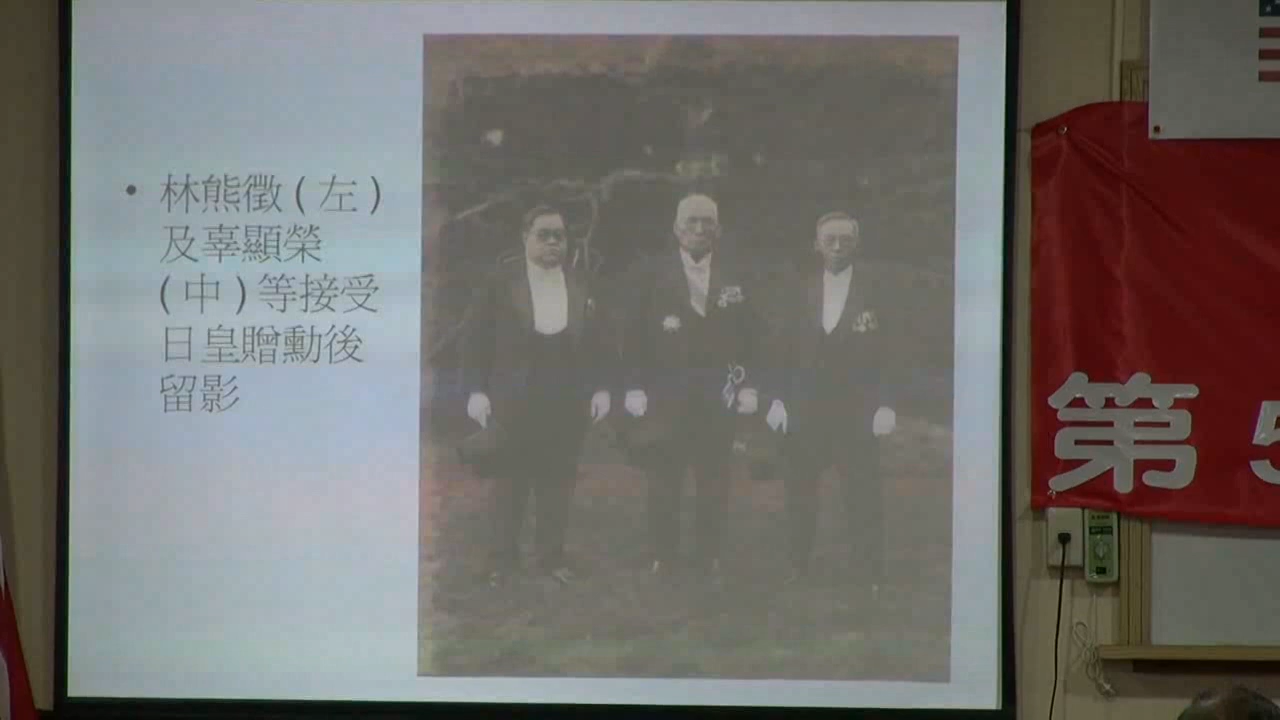 • 林熊徵(左)
及辜顯榮
(中)等接受
日皇贈勳後
留影
第 5